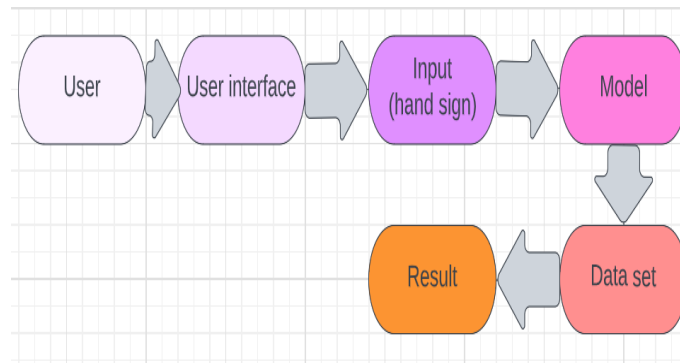 User
User interface
Input
(hand sign)
Model
Result
Data set